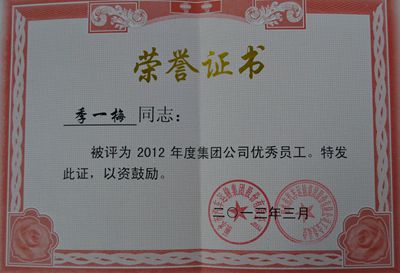 荣誉证书
季一梅同志：
被评为 2012 年度集团公司优秀员工。特发
此证，以资鼓励。
二〇一三年三月